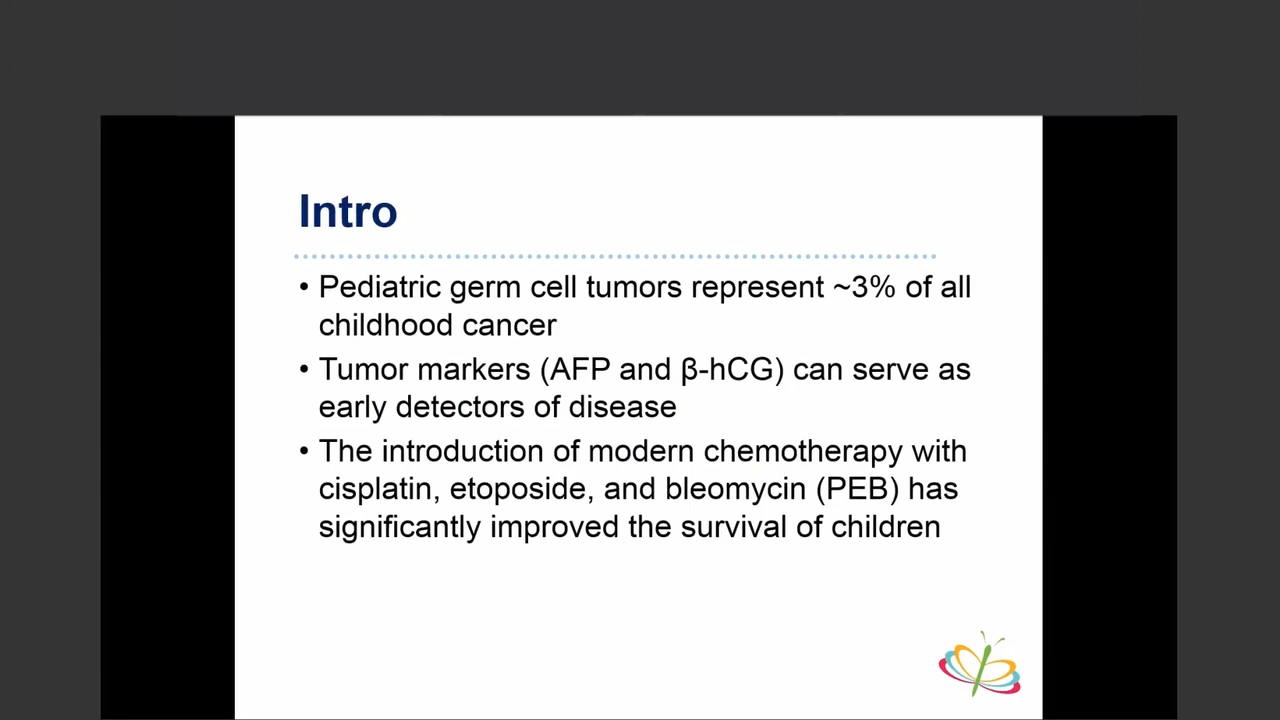 Intro
• Pediatric germ cell tumors represent ~3% of all
childhood cancer
• Tumor markers (AFP and β-hCG) can serve as
early detectors of disease
• The introduction of modern chemotherapy with
cisplatin, etoposide, and bleomycin (PEB) has
significantly improved the survival of children